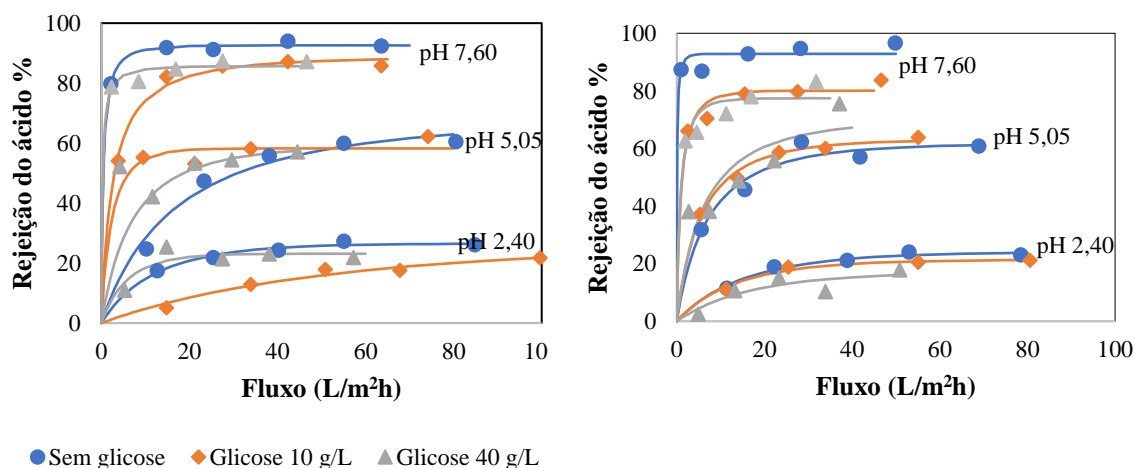 Rejeição do ácido %
100
80
60
40
20
0
pH 7,60
pH 5,05
pH 2,40
0
20
40
60
80
10
Fluxo (L/m²h)
Rejeição do ácido %
100
80
60
40
20
0
pH 7,60
pH 5,05
pH 2,40
0
20
40
60
80
100
Fluxo (L/m²h)
Sem glicose
Glicose 10 g/L
Glicose 40 g/L